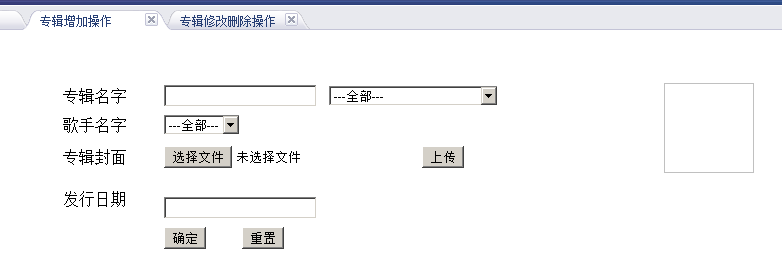 专辑增加操作 专辑修改删除操作
专辑名字 ---全部---
歌手名字 ---全部---
专辑封面 选择文件 未选择文件 上传
发行日期
确定 重置